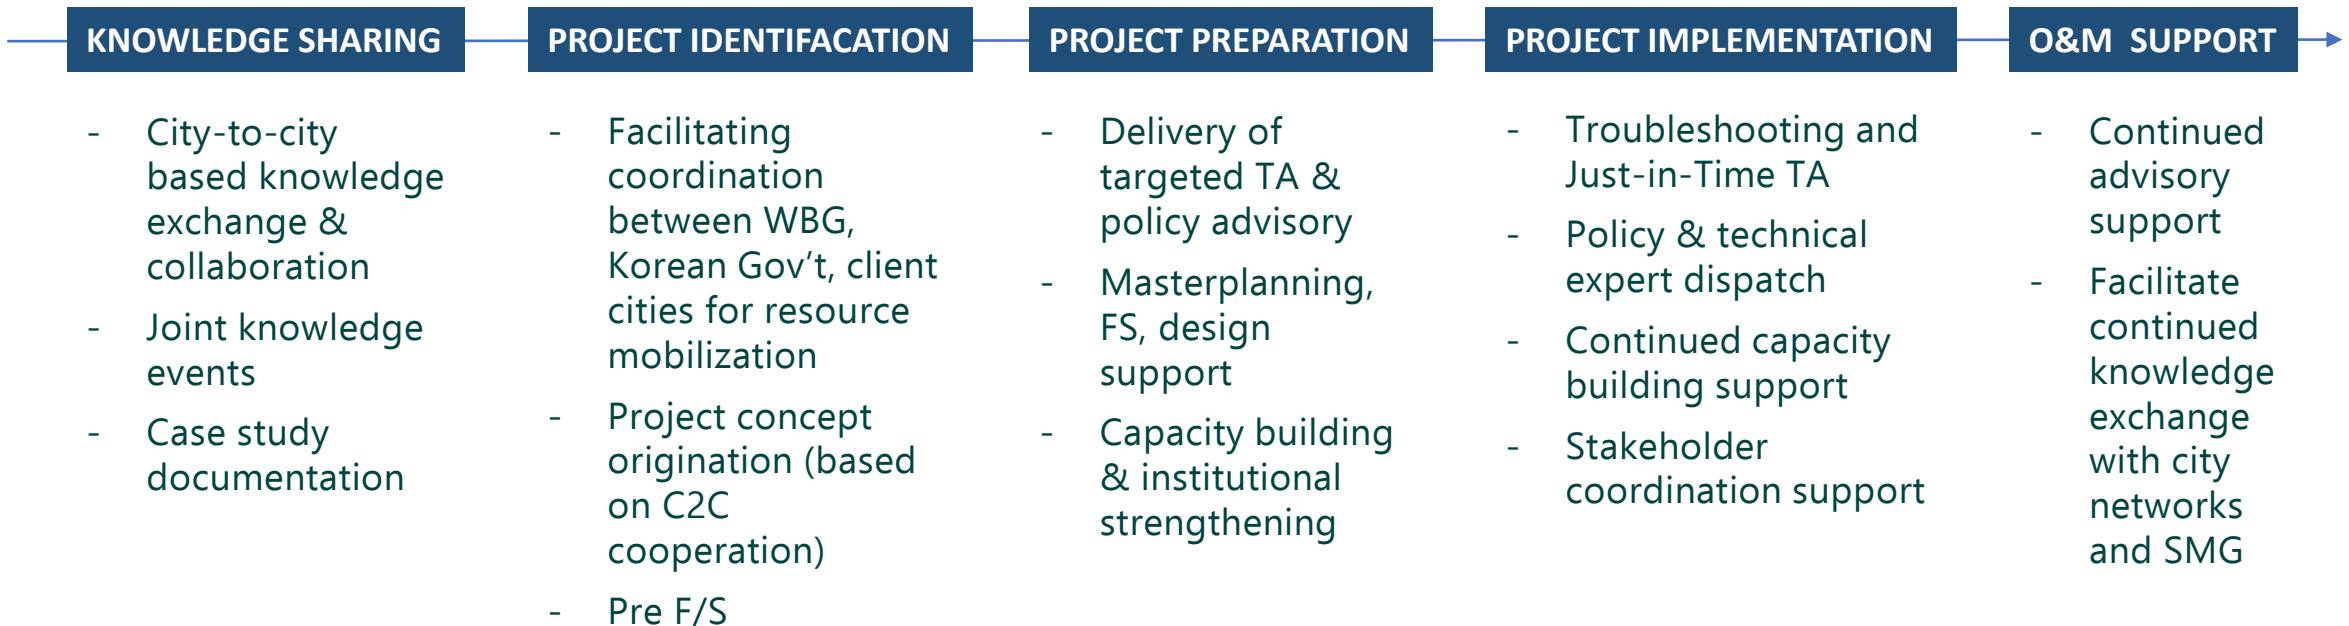 KNOWLEDGE SHARING
- City-to-city
based knowledge
exchange &
collaboration
- Joint knowledge
events
- Case study
documentation
PROJECT IDENTIFACATION
- Facilitating
coordination
between WBG,
Korean Gov’t, client
cities for resource
mobilization
- Project concept
origination (based
on C2C
cooperation)
- Pre F/S
PROJECT PREPARATION
- Delivery of
targeted TA &
policy advisory
- Masterplanning,
FS, design
support
- Capacity building
& institutional
strengthening
PROJECT IMPLEMENTATION
- Troubleshooting and
Just-in-Time TA
- Policy & technical
expert dispatch
- Continued capacity
building support
- Stakeholder
coordination support
O&M SUPPORT
- Continued
advisory
support
- Facilitate
continued
knowledge
exchange
with city
networks
and SMG